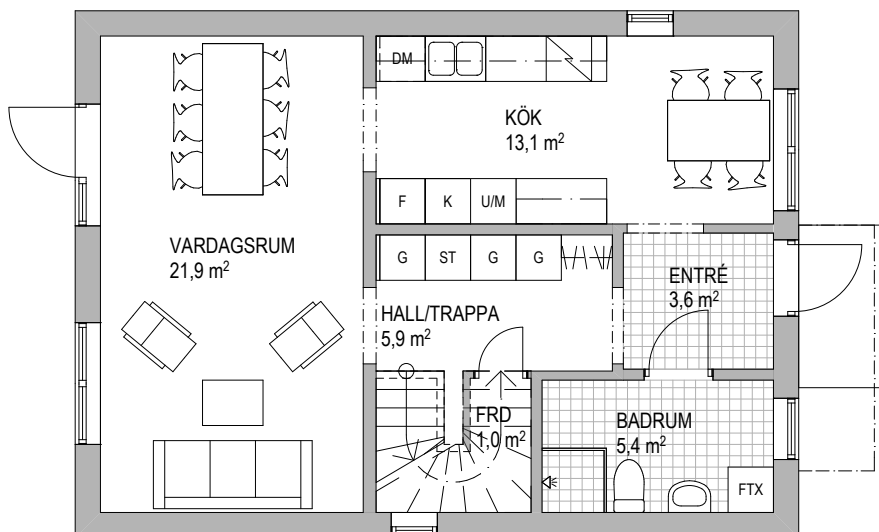 DM
KÖK
13,1 m²
F K U/M
VARDAGSRUM
21,9 m²
G ST G G
ENTRÉ
3,6 m²
HALL/TRAPPA
5,9 m²
FRD
1,0 m²
BADRUM
5,4 m²
FTX